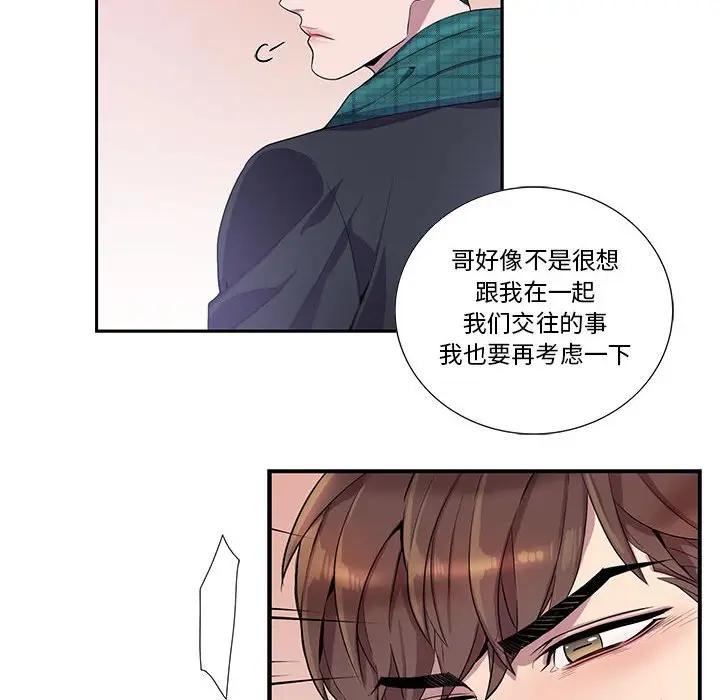 哥好像不是很想
跟我在一起
我们交往的事
我也要再考虑一下